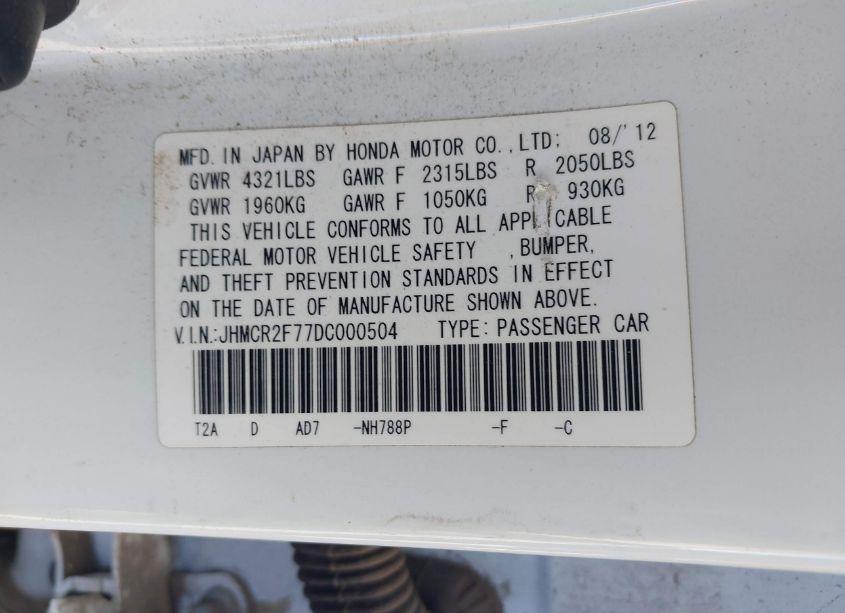 MFD. IN JAPAN BY HONDA MOTOR CO.,LTD; 08/'12
GVWR 4321LBS GAWR F 2315LBS R 2050LBS
GVWR 1960KG GAWR F 1050KG R 930KG
THIS VEHICLE CONFORMS TO ALL APPLICABLE
FEDERAL MOTOR VEHICLE SAFETY , BUMPER,
AND THEFT PREVENTION STANDARDS IN EFFECT
ON THE DATE OF MANUFACTURE SHOWN ABOVE.
V.I.N.:JHMCR2F77DC000504 TYPE: PASSENGER CAR
T2A D AD7 -NH788P -F -C